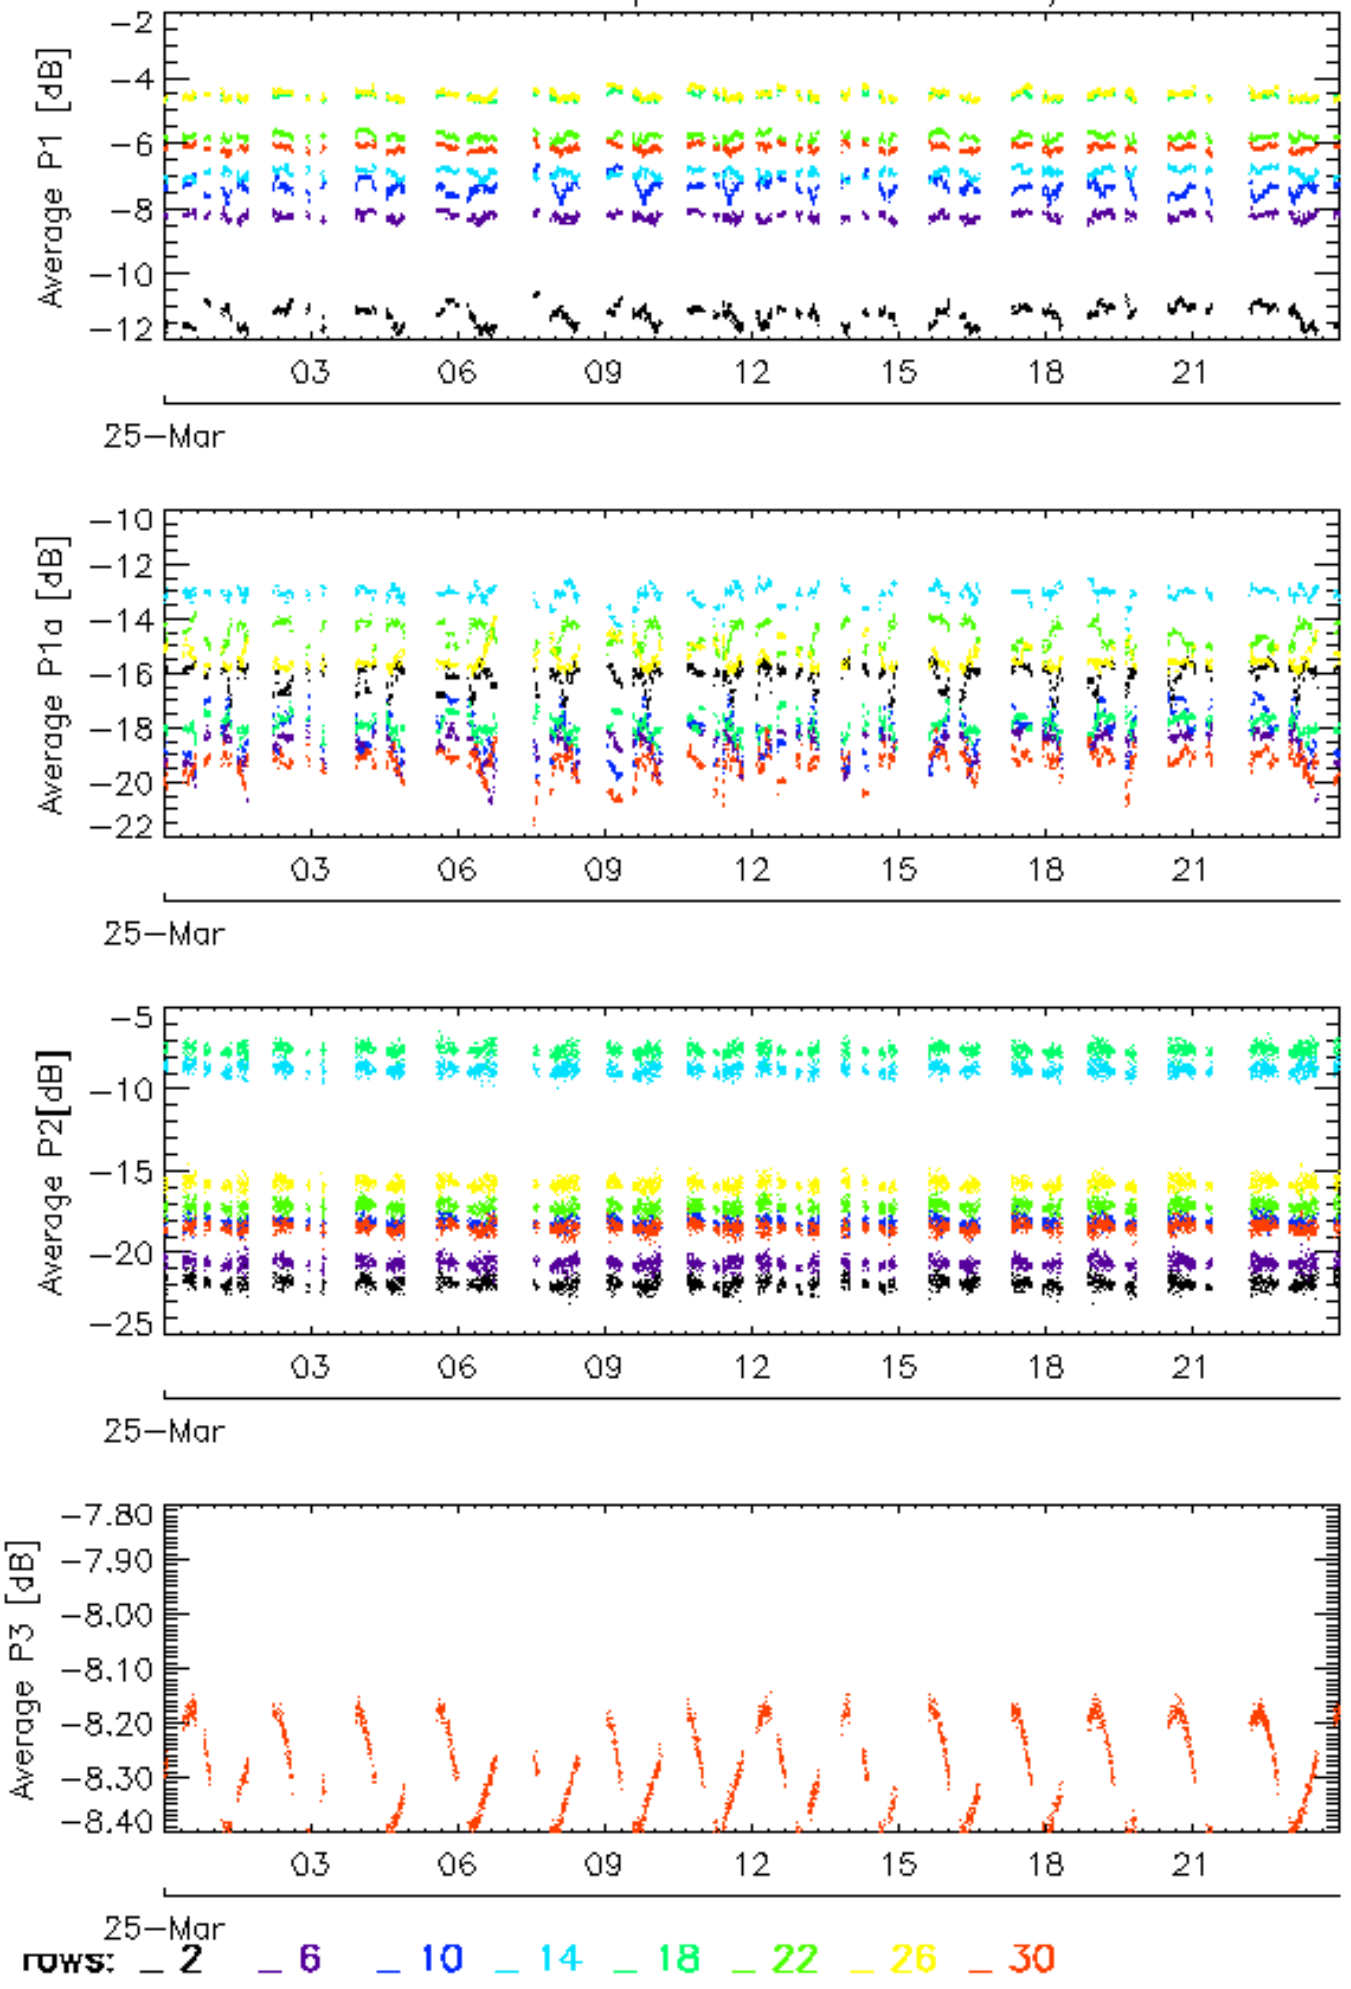 -2
-4
-6
-8
-10
-12
Average P1 [dB]
03 06 09 12 15 18 21
25-Mar
-10
-12
-14
-16
-18
-20
-22
Average P1a [dB]
03 06 09 12 15 18 21
25-Mar
-5
-10
-15
-20
-25
Average P2[dB]
03 06 09 12 15 18 21
25-Mar
-7.80
-7.90
-8.00
-8.10
-8.20
-8.30
-8.40
Average P3 [dB]
03 06 09 12 15 18 21
25-Mar
rows: _ 2 _ 6 _ 10 _ 14 _ 18 _ 22 _ 26 _ 30